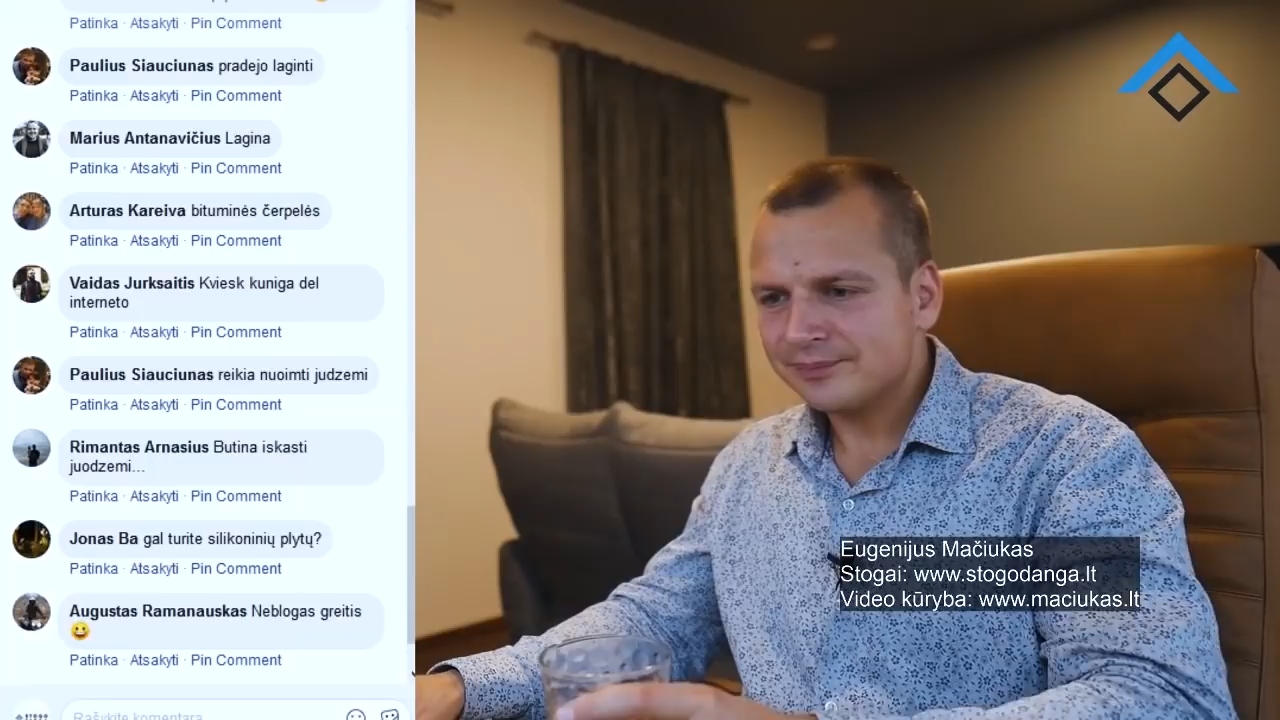 Patinka · Atsakyti · Pin Comment
Paulius Siauciunas pradejo laginti
Patinka · Atsakyti · Pin Comment
Marius Antanavičius Lagina
Patinka · Atsakyti · Pin Comment
Arturas Kareiva bituminės čerpelės
Patinka · Atsakyti · Pin Comment
Vaidas Jurksaitis Kviesk kuniga del
interneto
Patinka · Atsakyti · Pin Comment
Paulius Siauciunas reikia nuoimti judzemi
Patinka · Atsakyti · Pin Comment
Rimantas Arnasius Butina iskasti
juodzemi...
Patinka · Atsakyti · Pin Comment
Jonas Ba gal turite silikoninių plytų?
Patinka · Atsakyti · Pin Comment
Augustas Ramanauskas Neblogas greitis
😀
Patinka · Atsakyti · Pin Comment
Rašykite komentarą
Eugenijus Mačiukas
Stogai: www.stogodanga.lt
Video kūryba: www.maciukas.lt